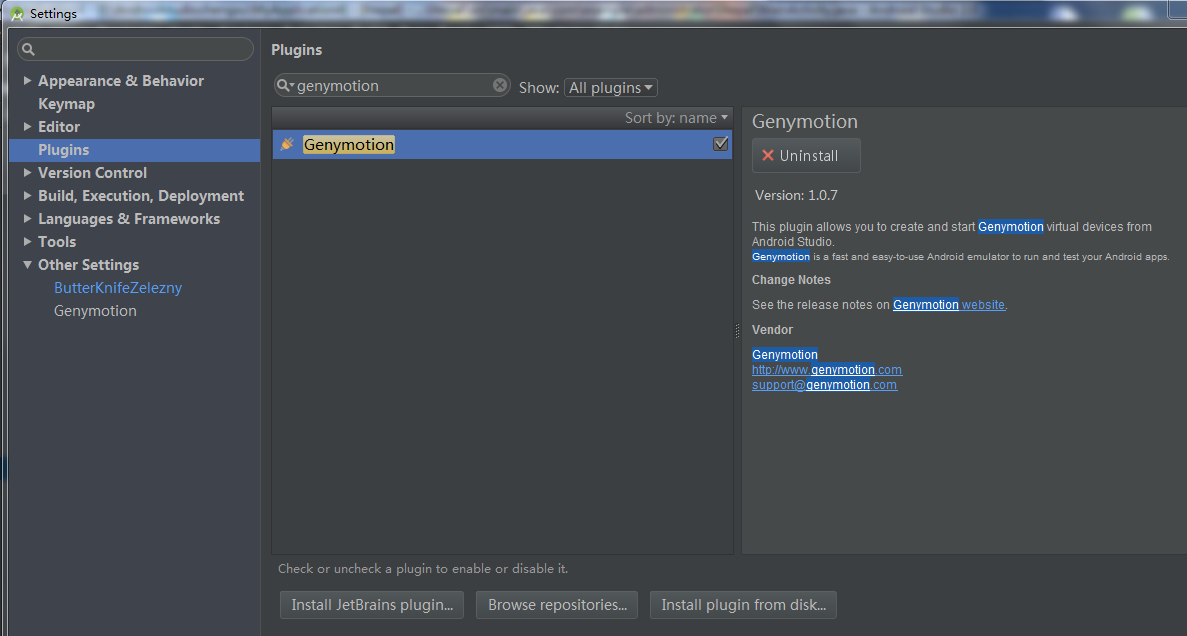 Settings
Plugins
genymotion
Show: All plugins
Appearance & Behavior
Keymap
Editor
Plugins
Version Control
Build, Execution, Deployment
Languages & Frameworks
Tools
Other Settings
ButterKnifeZelezny
Genymotion
Sort by: name
Genymotion
Genymotion
Uninstall
Version: 1.0.7
This plugin allows you to create and start Genymotion virtual devices from
Android Studio.
Genymotion is a fast and easy-to-use Android emulator to run and test your Android apps.
Change Notes
See the release notes on Genymotion website.
Vendor
Genymotion
http://www.genymotion.com
support@genymotion.com
Check or uncheck a plugin to enable or disable it.
Install JetBrains plugin...
Browse repositories...
Install plugin from disk...